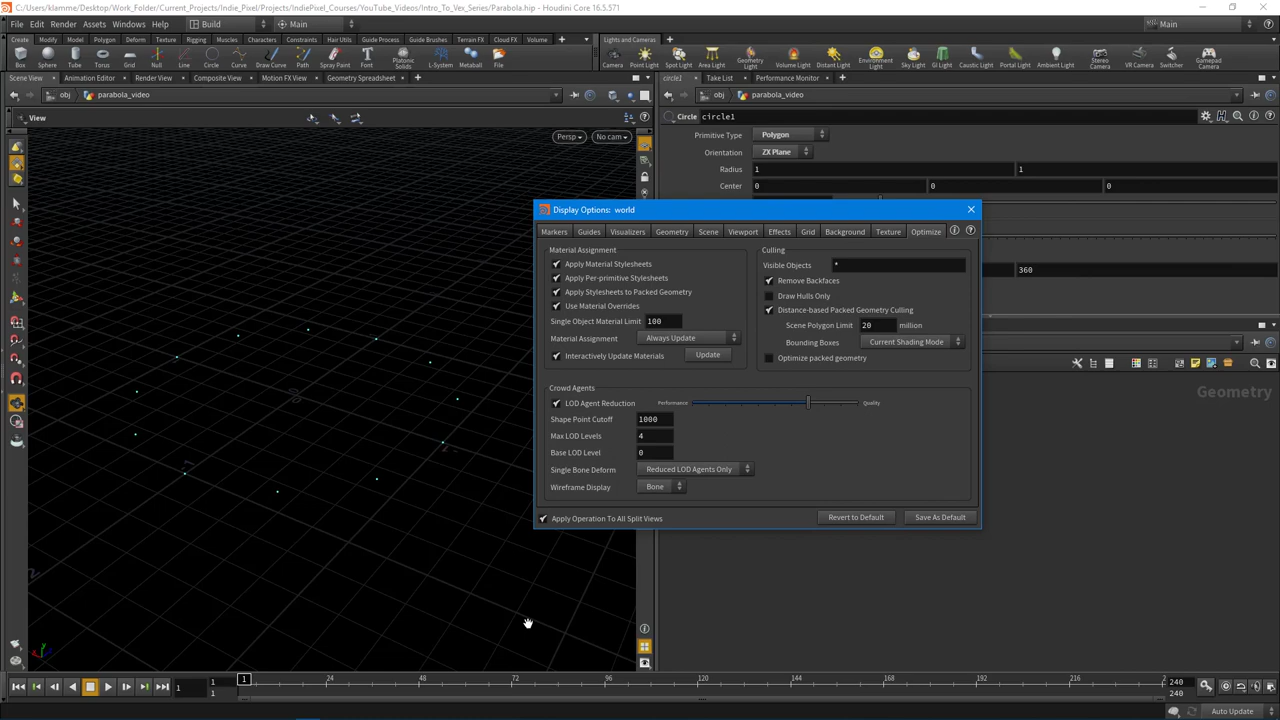 C:/Users/klamme/Desktop/Work_Folder/Current_Projects/Indie_Pixel/Projects/IndiePixel_Courses/YouTube_Videos/Intro_To_Vex_Series/Parabola.hip - Houdini Core 16.5.571
File Edit Render Assets Windows Help Build Main Main
Create Modify Model Polygon Deform Texture Rigging Muscles Characters Constraints Hair Utils Guide Process Guide Brushes Terrain FX Cloud FX Volume Lights and Cameras
Box Sphere Tube Torus Grid Null Line Circle Curve Draw Curve Path Spray Paint Font Platonic Solids L-System Metaball File Camera Point Light Spot Light Area Light Geometry Light Volume Light Distant Light Environment Light Sky Light GI Light Caustic Light Portal Light Ambient Light Stereo Camera VR Camera Switcher Gamepad Camera
Scene View Animation Editor Render View Composite View Motion FX View Geometry Spreadsheet circle1 Take List Performance Monitor
obj parabola_video obj parabola_video
View Circle circle1
Persp No cam Primitive Type Polygon
Orientation ZX Plane
Radius 1 1
Center 0 0 0
Display Options: world
Markers Guides Visualizers Geometry Scene Viewport Effects Grid Background Texture Optimize
Material Assignment
Apply Material Stylesheets
Apply Per-primitive Stylesheets
Apply Stylesheets to Packed Geometry
Use Material Overrides
Single Object Material Limit 100
Material Assignment Always Update
Interactively Update Materials Update
Culling
Visible Objects *
Remove Backfaces
Draw Hulls Only
Distance-based Packed Geometry Culling
Scene Polygon Limit 20 million
Bounding Boxes Current Shading Mode
Optimize packed geometry
360
Geometry
Crowd Agents
LOD Agent Reduction Performance Quality
Shape Point Cutoff 1000
Max LOD Levels 4
Base LOD Level 0
Single Bone Deform Reduced LOD Agents Only
Wireframe Display Bone
Apply Operation To All Split Views Revert to Default Save As Default
1 1 1 1 24 48 72 96 120 144 168 192 216 240 240
Auto Update